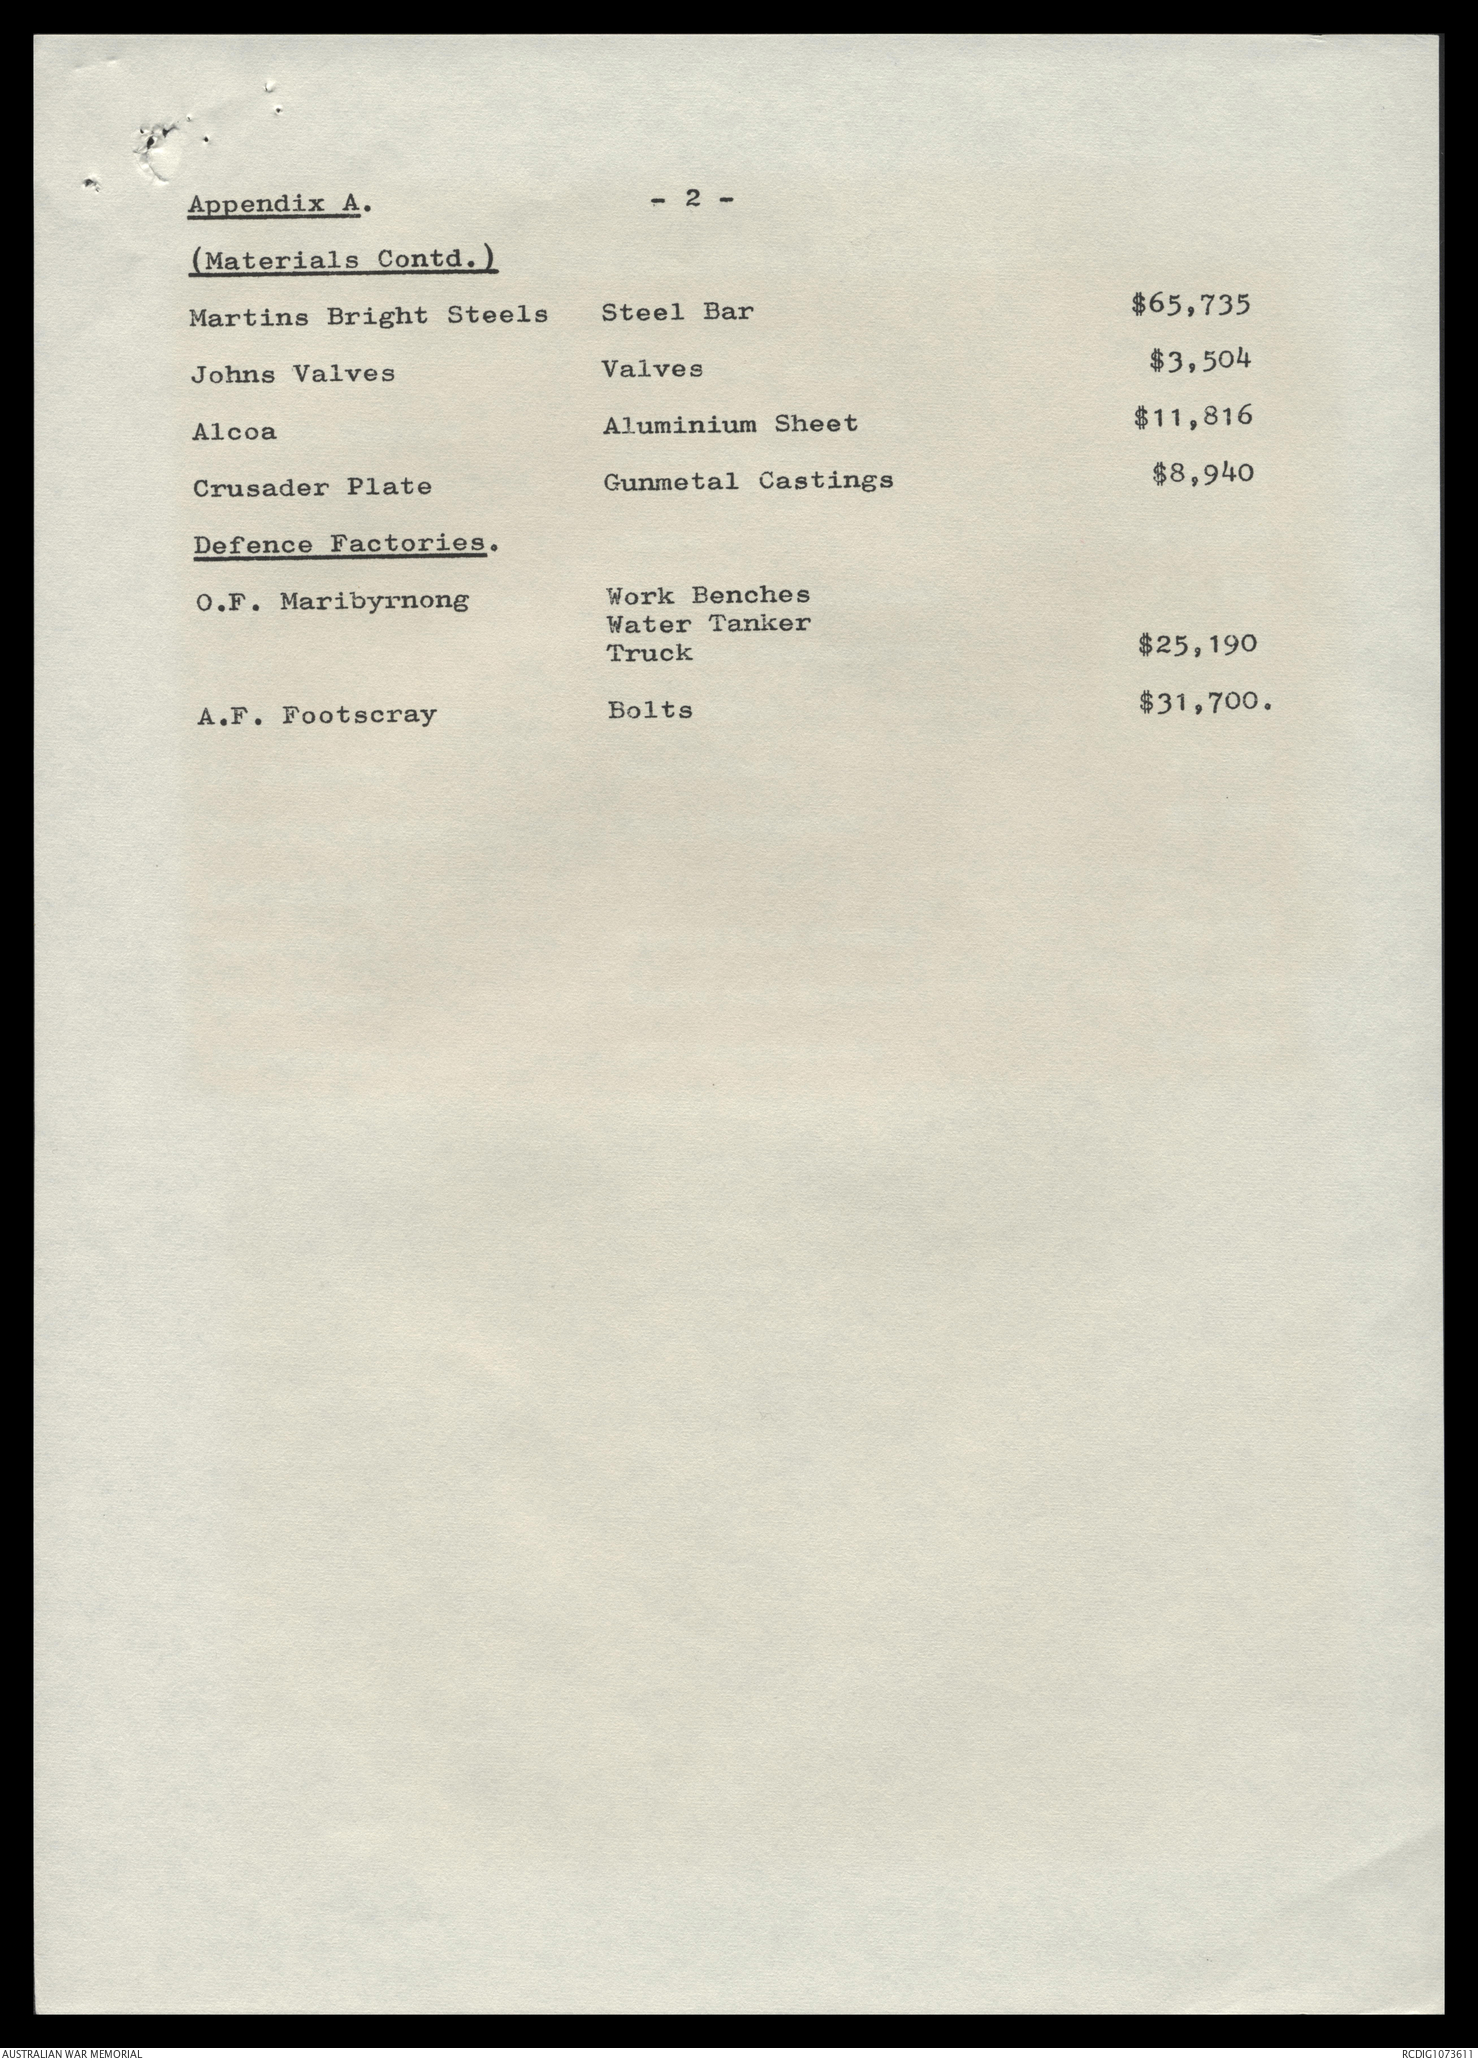 Appendix A. - 2 -
(Materials Contd.)
Martins Bright Steels Steel Bar $65,735
Johns Valves Valves $3,504
Alcoa Aluminium Sheet $11,816
Crusader Plate Gunmetal Castings $8,940
Defence Factories.
O.F. Maribyrnong Work Benches
Water Tanker
Truck $25,190
A.F. Footscray Bolts $31,700.
AUSTRALIAN WAR MEMORIAL RCDIG1073611